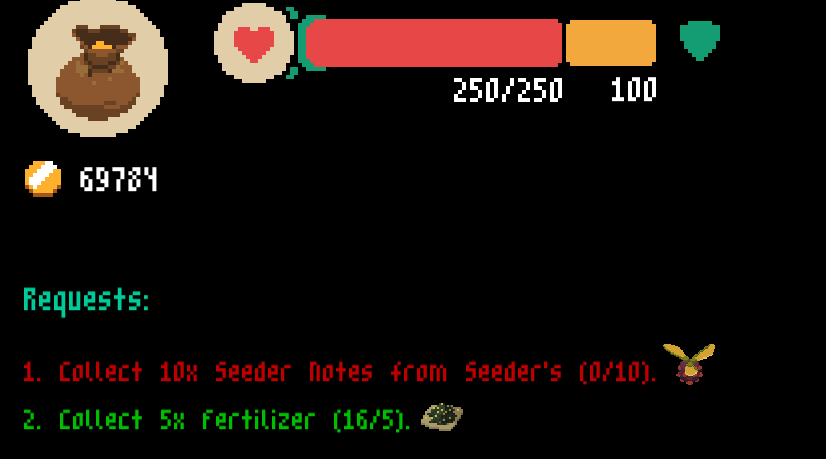 250/250 100
69784
Requests:
1. Collect 10x Seeder Notes from Seeder's (0/10).
2. Collect 5x Fertilizer (16/5).